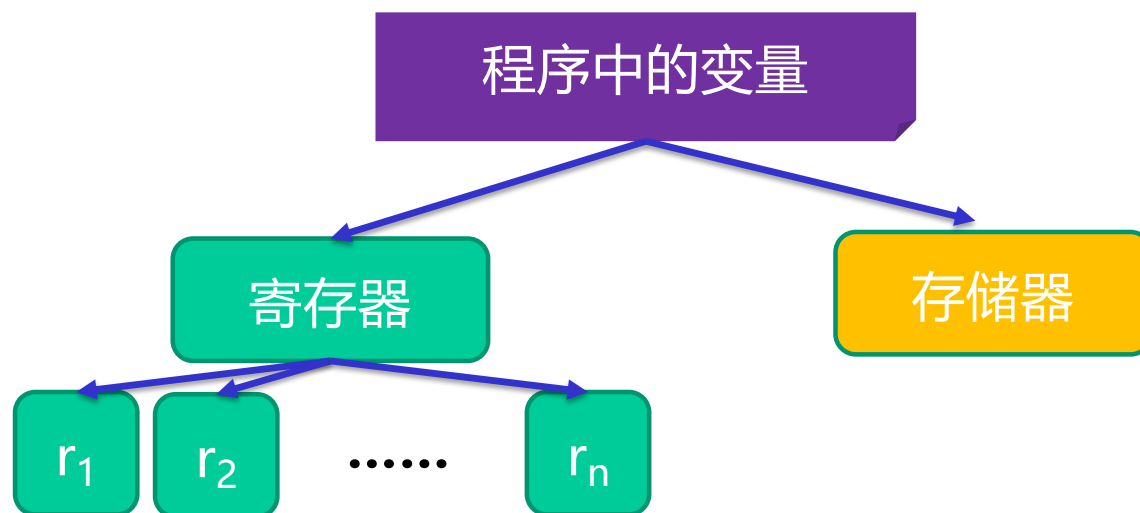 程序中的变量
寄存器
存储器
r1
r2
......
rn